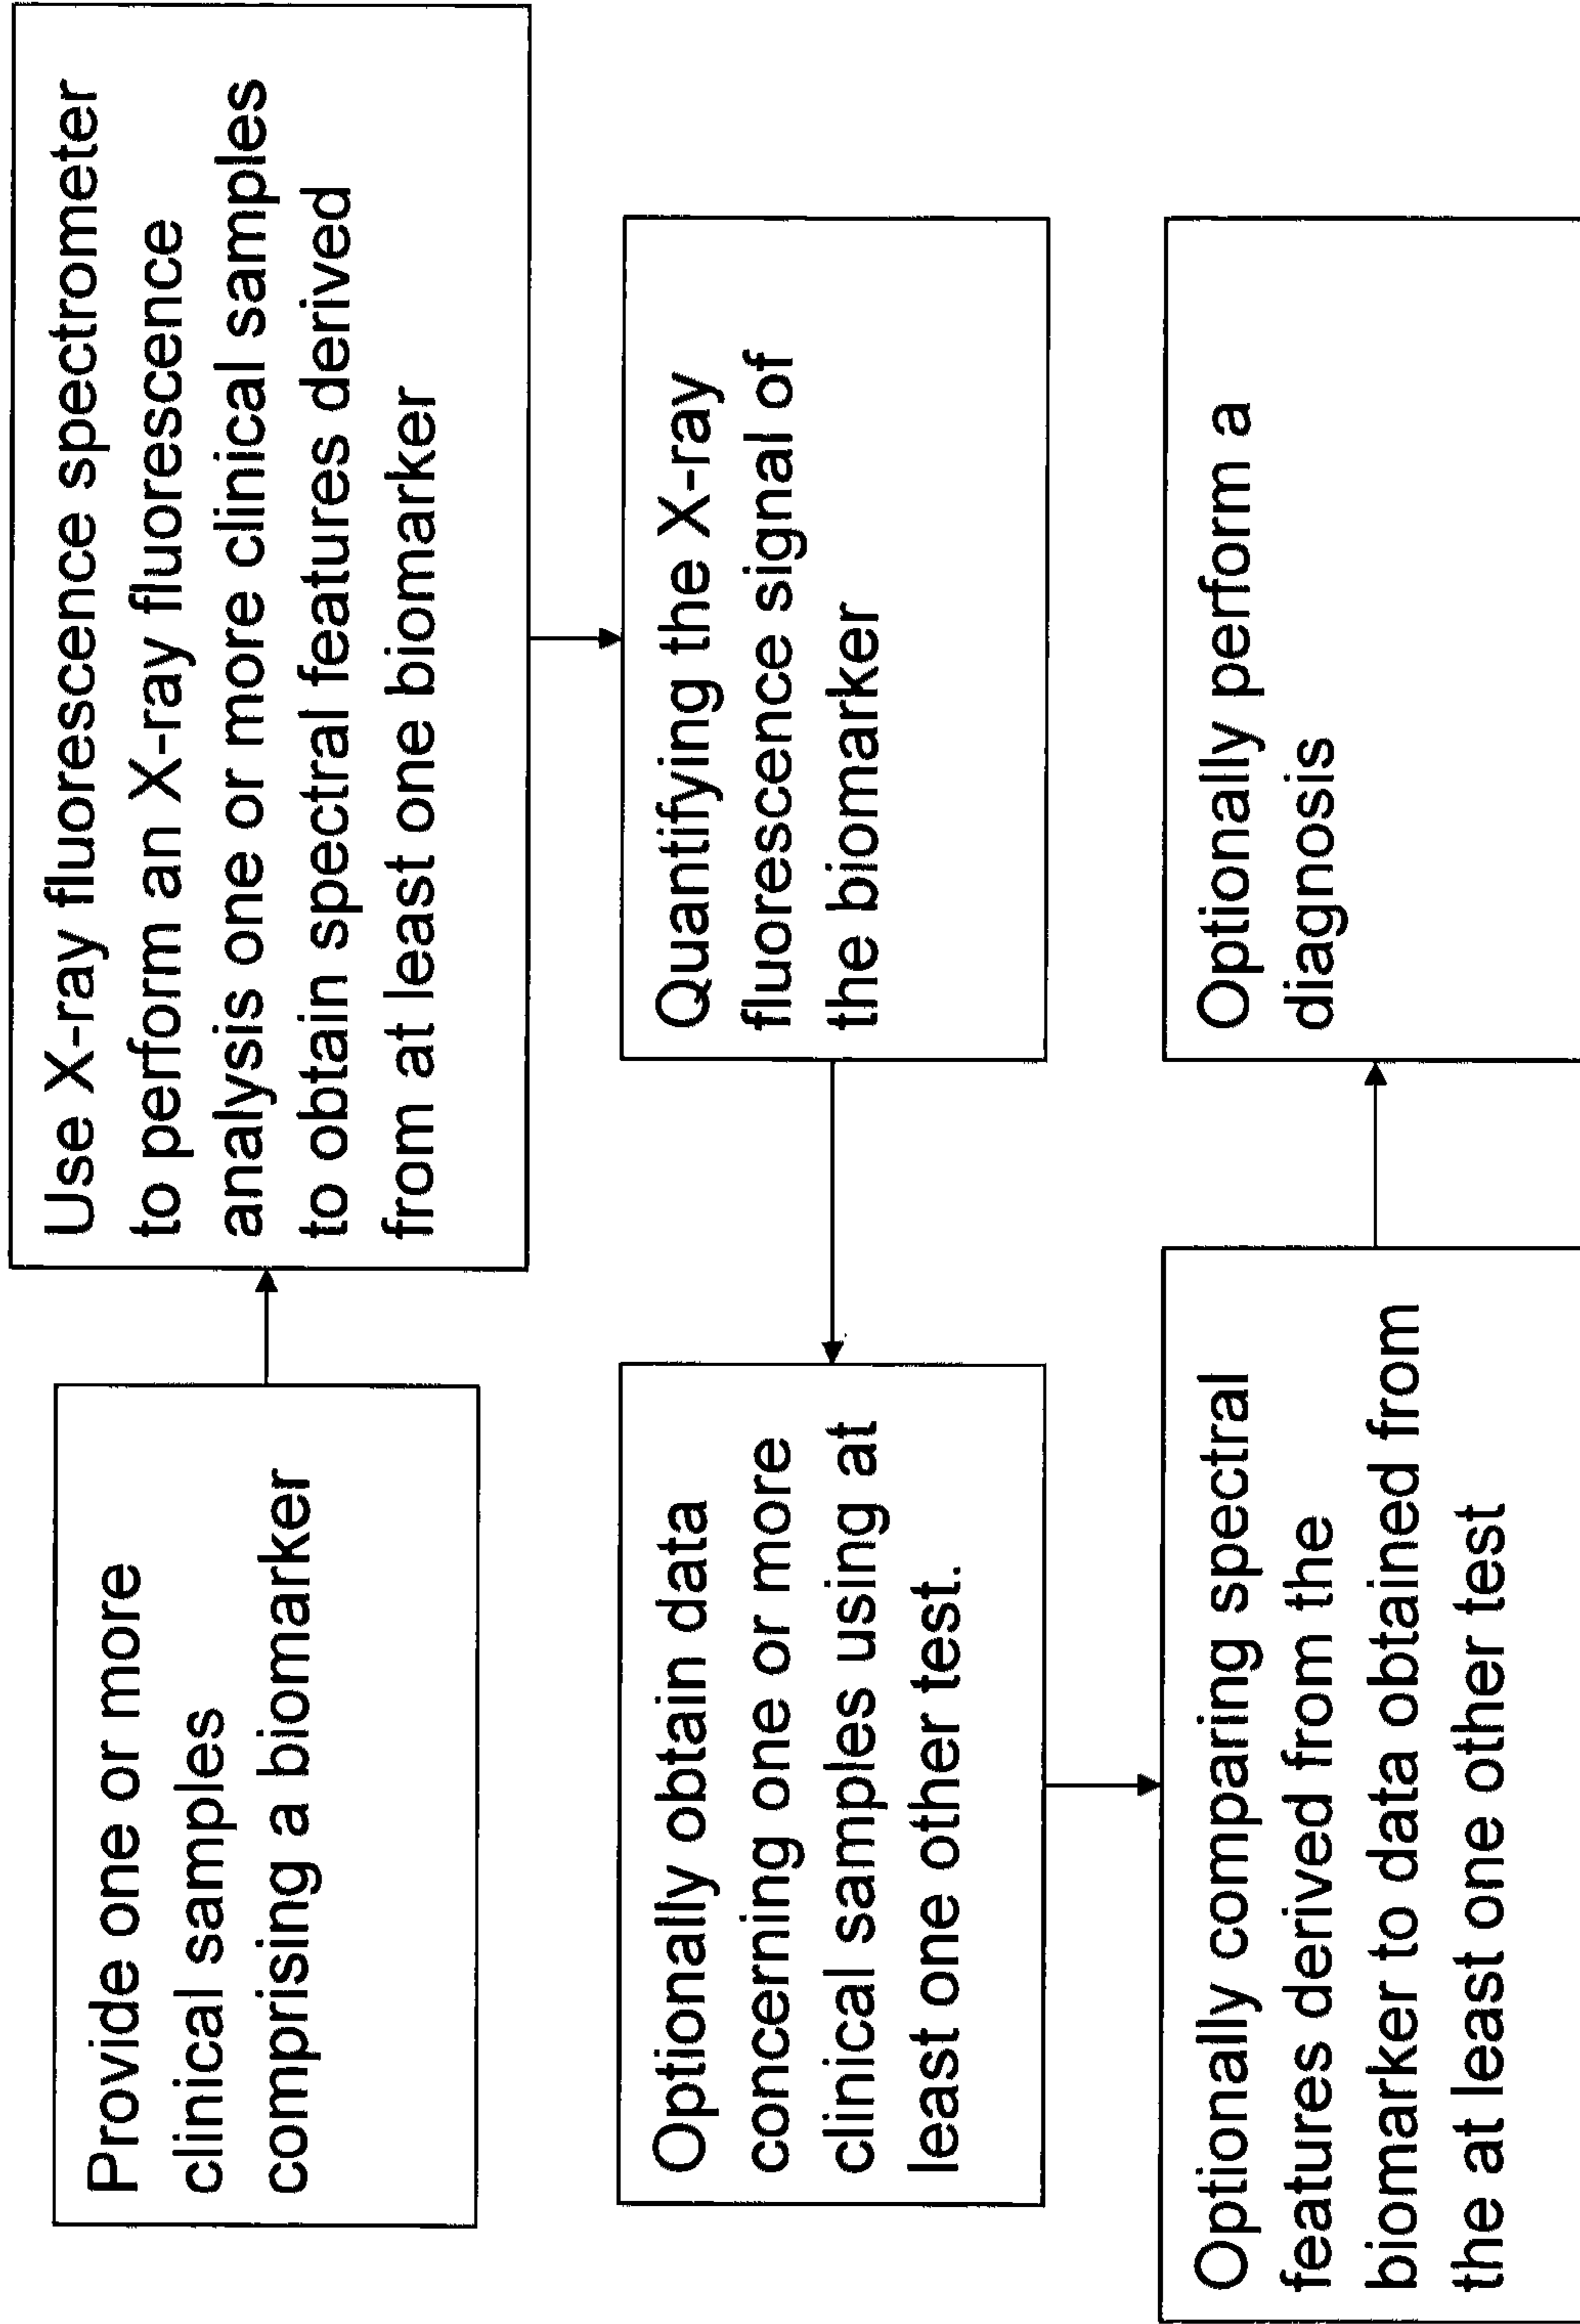 Provide one or more
clinical samples
comprising a biomarker
Use X-ray fluorescence spectrometer
to perform an X-ray fluorescence
analysis one or more clinical samples
to obtain spectral features derived
from at least one biomarker
Quantifying the X-ray
fluorescence signal of
the biomarker
Optionally obtain data
concerning one or more
clinical samples using at
least one other test.
Optionally comparing spectral
features derived from the
biomarker to data obtained from
the at least one other test
Optionally perform a
diagnosis